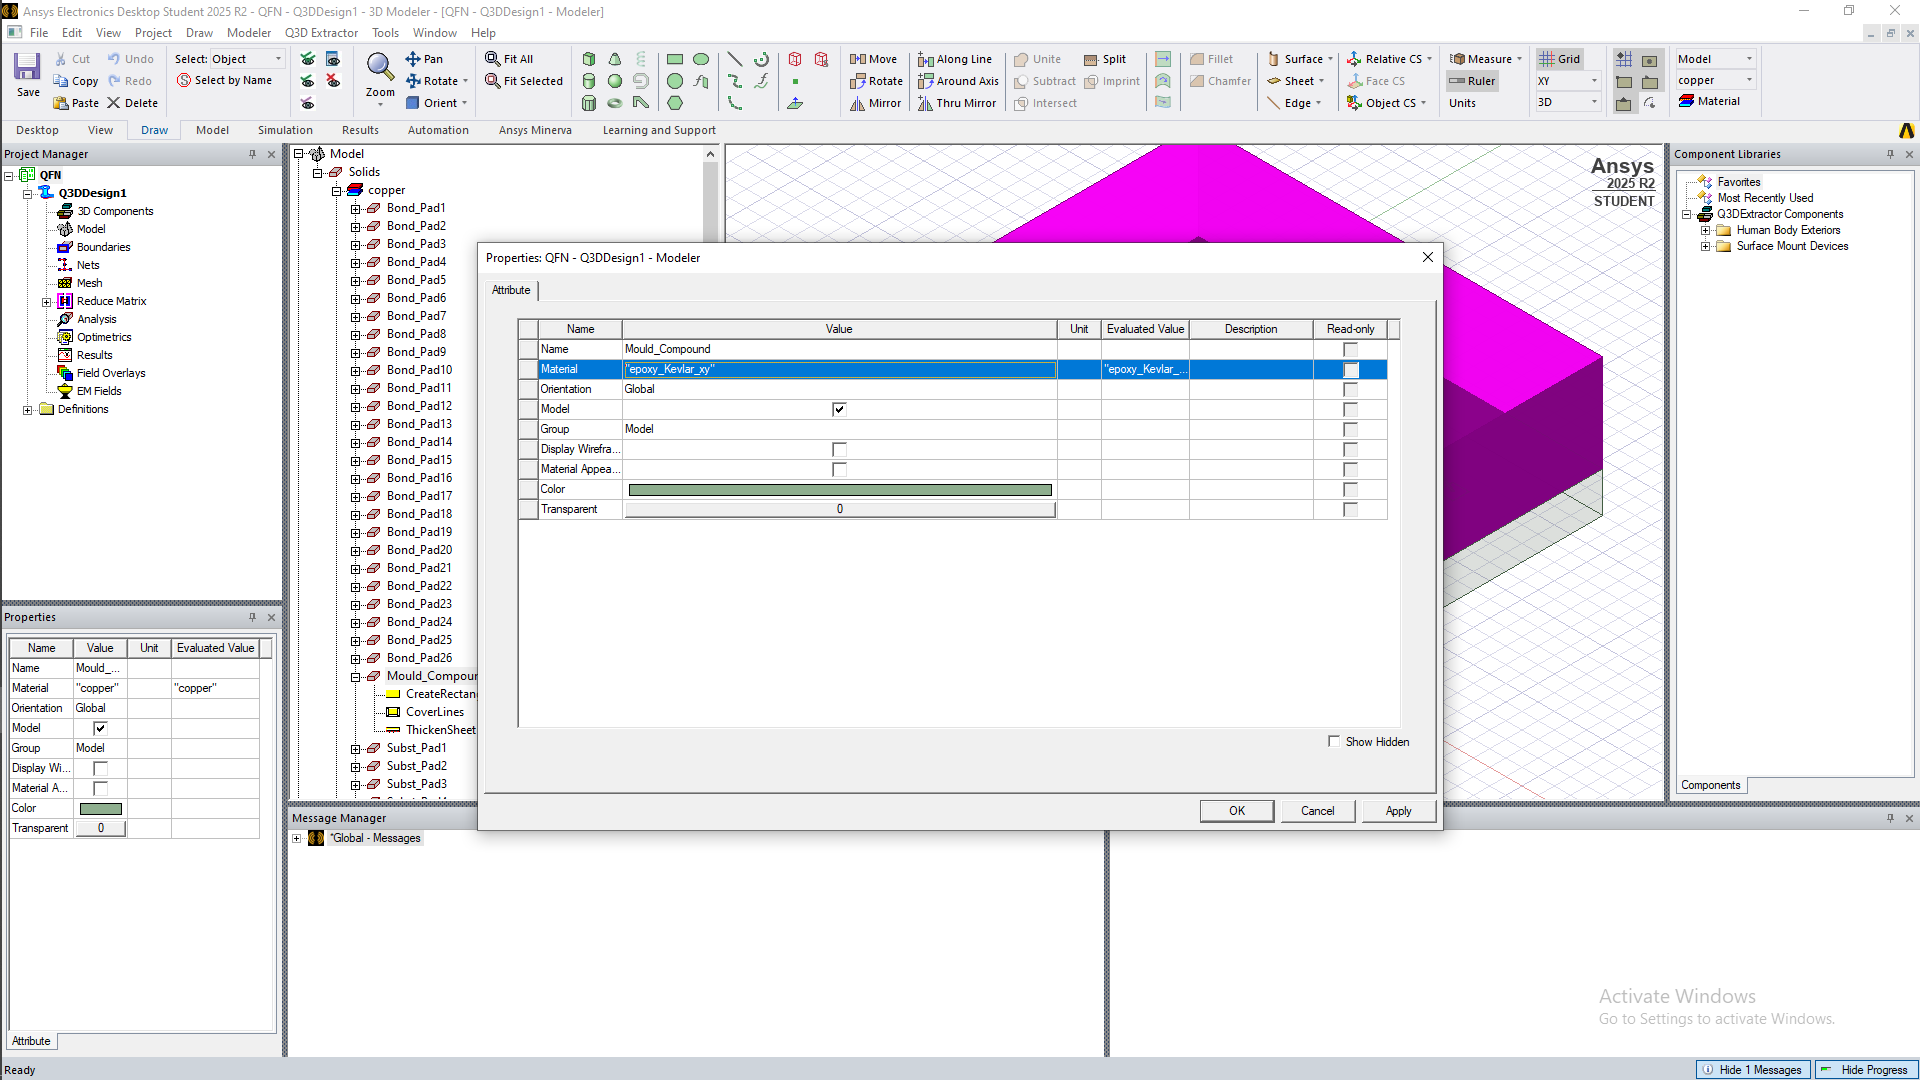 Ansys Electronics Desktop Student 2025 R2 - QFN - Q3DDesign1 - 3D Modeler - [QFN - Q3DDesign1 - Modeler]
File Edit View Project Draw Modeler Q3D Extractor Tools Window Help
Save
Cut
Copy
Paste
Undo
Redo
Delete
Select: Object
Select by Name
Zoom
Pan
Rotate
Orient
Fit All
Fit Selected
Move
Rotate
Mirror
Along Line
Around Axis
Thru Mirror
Unite
Subtract
Intersect
Split
Imprint
Fillet
Chamfer
Surface
Sheet
Edge
Relative CS
Face CS
Object CS
Measure
Ruler
Units
Grid
XY
3D
Model
copper
Material
Desktop View Draw Model Simulation Results Automation Ansys Minerva Learning and Support
Project Manager
QFN
Q3DDesign1
3D Components
Model
Boundaries
Nets
Mesh
Reduce Matrix
Analysis
Optimetrics
Results
Field Overlays
EM Fields
Definitions
Properties
Name Value Unit Evaluated Value
Name Mould_...
Material "copper" "copper"
Orientation Global
Model
Group Model
Display Wi...
Material A...
Color
Transparent 0
Attribute
Model
Solids
copper
Bond_Pad1
Bond_Pad2
Bond_Pad3
Bond_Pad4
Bond_Pad5
Bond_Pad6
Bond_Pad7
Bond_Pad8
Bond_Pad9
Bond_Pad10
Bond_Pad11
Bond_Pad12
Bond_Pad13
Bond_Pad14
Bond_Pad15
Bond_Pad16
Bond_Pad17
Bond_Pad18
Bond_Pad19
Bond_Pad20
Bond_Pad21
Bond_Pad22
Bond_Pad23
Bond_Pad24
Bond_Pad25
Bond_Pad26
Mould_Compour
CreateRectan
CoverLines
ThickenSheet
Subst_Pad1
Subst_Pad2
Subst_Pad3
Ansys
2025 R2
STUDENT
Properties: QFN - Q3DDesign1 - Modeler
Attribute
Name Value Unit Evaluated Value Description Read-only
Name Mould_Compound
Material "epoxy_Kevlar_xy" "epoxy_Kevlar_...
Orientation Global
Model
Group Model
Display Wirefra...
Material Appea...
Color
Transparent 0
Show Hidden
OK Cancel Apply
Message Manager
*Global - Messages
Component Libraries
Favorites
Most Recently Used
Q3DExtractor Components
Human Body Exteriors
Surface Mount Devices
Components
Activate Windows
Go to Settings to activate Windows.
Ready
Hide 1 Messages
Hide Progress